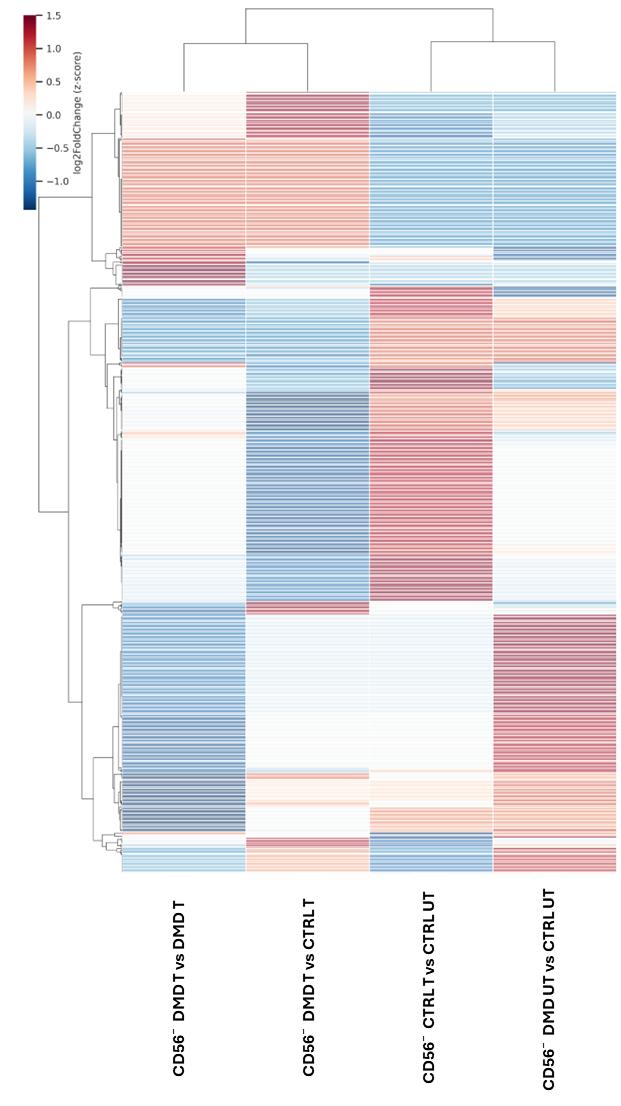 1.5
1.0
0.5
0.0
−0.5
−1.0
log2FoldChange (z-score)
CD56⁻ DMD T vs DMD T
CD56⁻ DMD T vs CTRL T
CD56⁻ CTRL T vs CTRL UT
CD56⁻ DMD UT vs CTRL UT